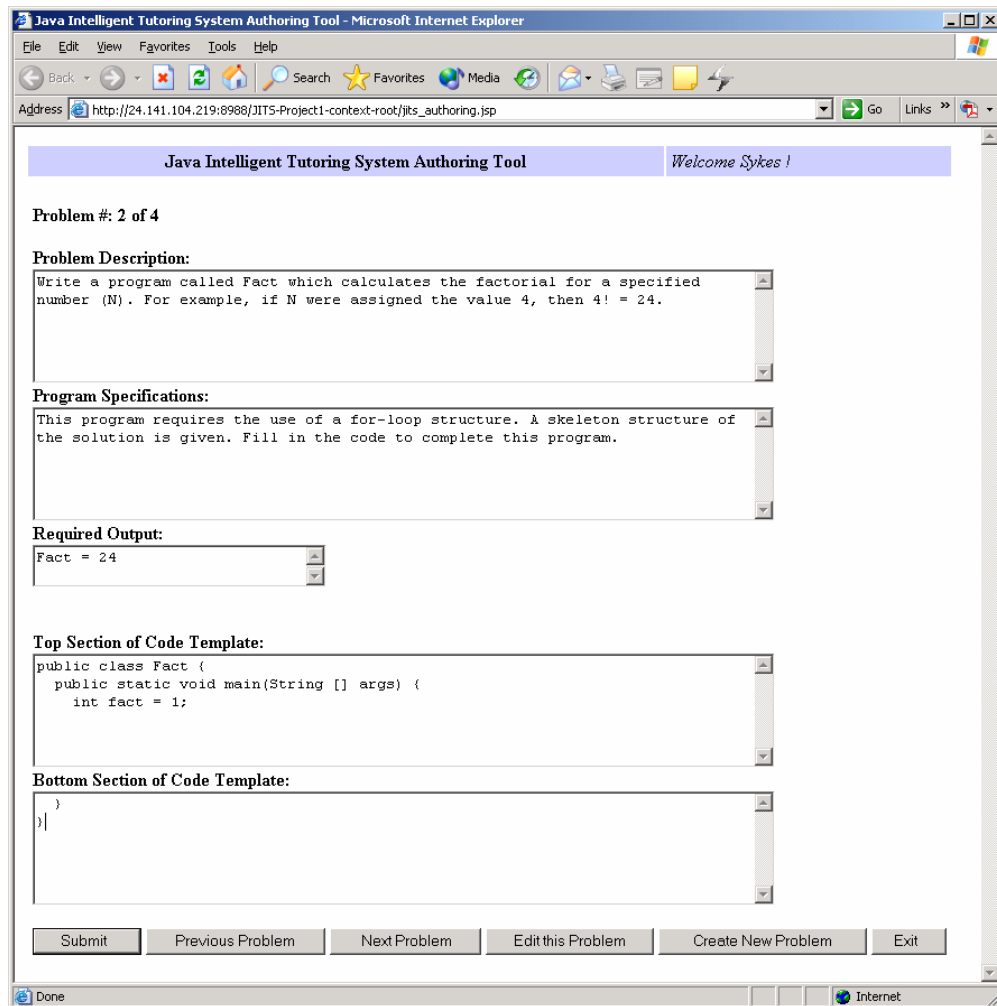 Java Intelligent Tutoring System Authoring Tool - Microsoft Internet Explorer
File Edit View Favorites Tools Help
Back Search Favorites Media
Address http://24.141.104.219:8988/JITS-Project1-context-root/jits_authoring.jsp Go Links »
Java Intelligent Tutoring System Authoring Tool Welcome Sykes !
Problem #: 2 of 4
Problem Description:
Write a program called Fact which calculates the factorial for a specified
number (N). For example, if N were assigned the value 4, then 4! = 24.
Program Specifications:
This program requires the use of a for-loop structure. A skeleton structure of
the solution is given. Fill in the code to complete this program.
Required Output:
Fact = 24
Top Section of Code Template:
public class Fact {
  public static void main(String [] args) {
    int fact = 1;
Bottom Section of Code Template:
  }
}
Submit Previous Problem Next Problem Edit this Problem Create New Problem Exit
Done Internet